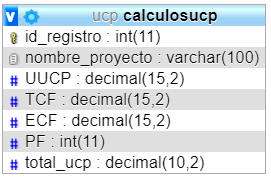 ucp calculosucp
id_registro : int(11)
nombre_proyecto : varchar(100)
UUCP : decimal(15,2)
TCF : decimal(15,2)
ECF : decimal(15,2)
PF : int(11)
total_ucp : decimal(10,2)